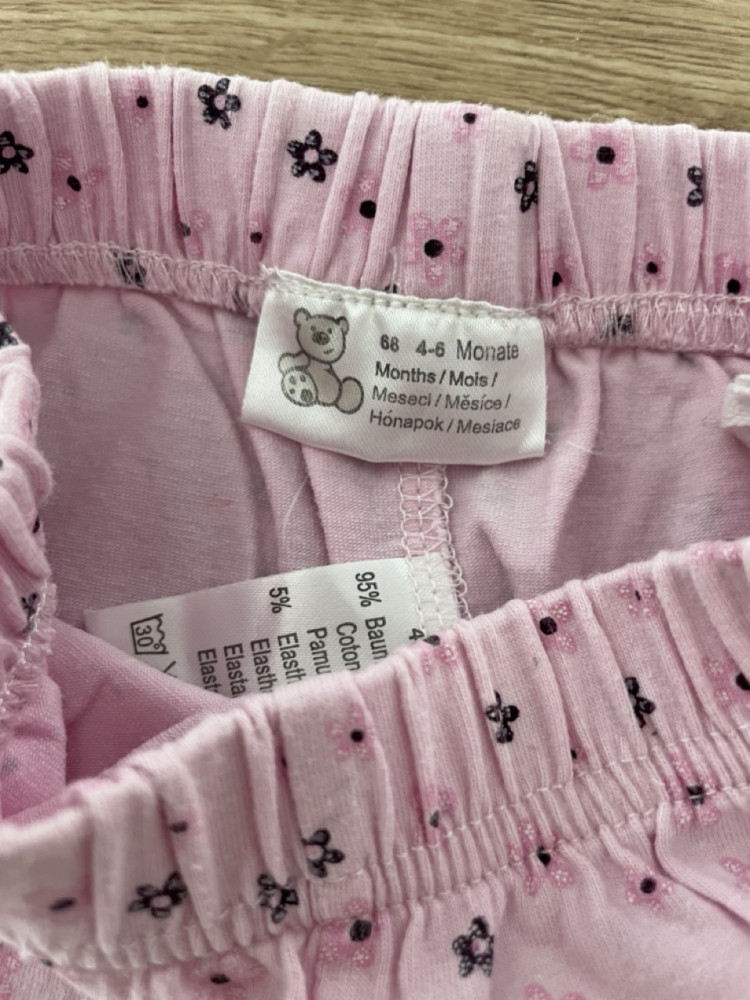 68 4-6 Monate
Months / Mois /
Meseci / Měsíce /
Hónapok / Mesiace
95% Baum
Coton
Pamu
5% Elasth
Elasth
Elasta
Elast
30